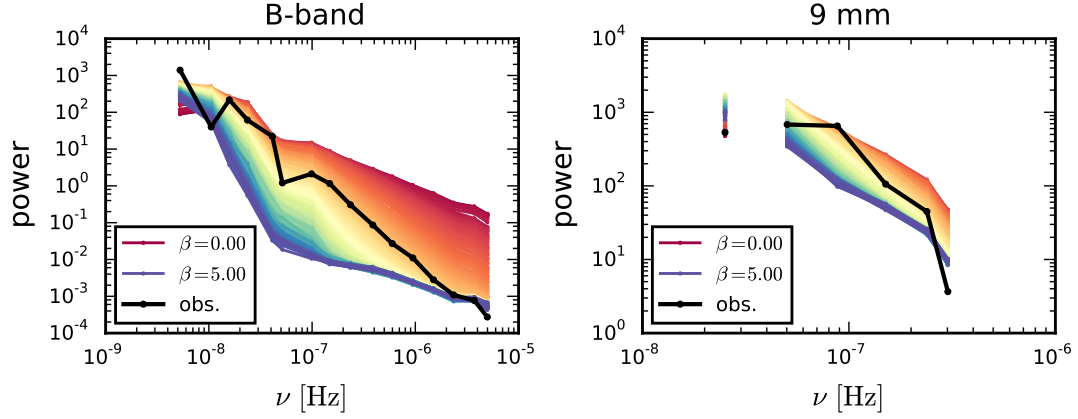 B-band
10^4
10^3
10^2
10^1
10^0
10^-1
10^-2
10^-3
10^-4
power
β=0.00
β=5.00
obs.
10^-9 10^-8 10^-7 10^-6 10^-5
ν [Hz]
9 mm
10^4
10^3
10^2
10^1
10^0
power
β=0.00
β=5.00
obs.
10^-8 10^-7 10^-6
ν [Hz]